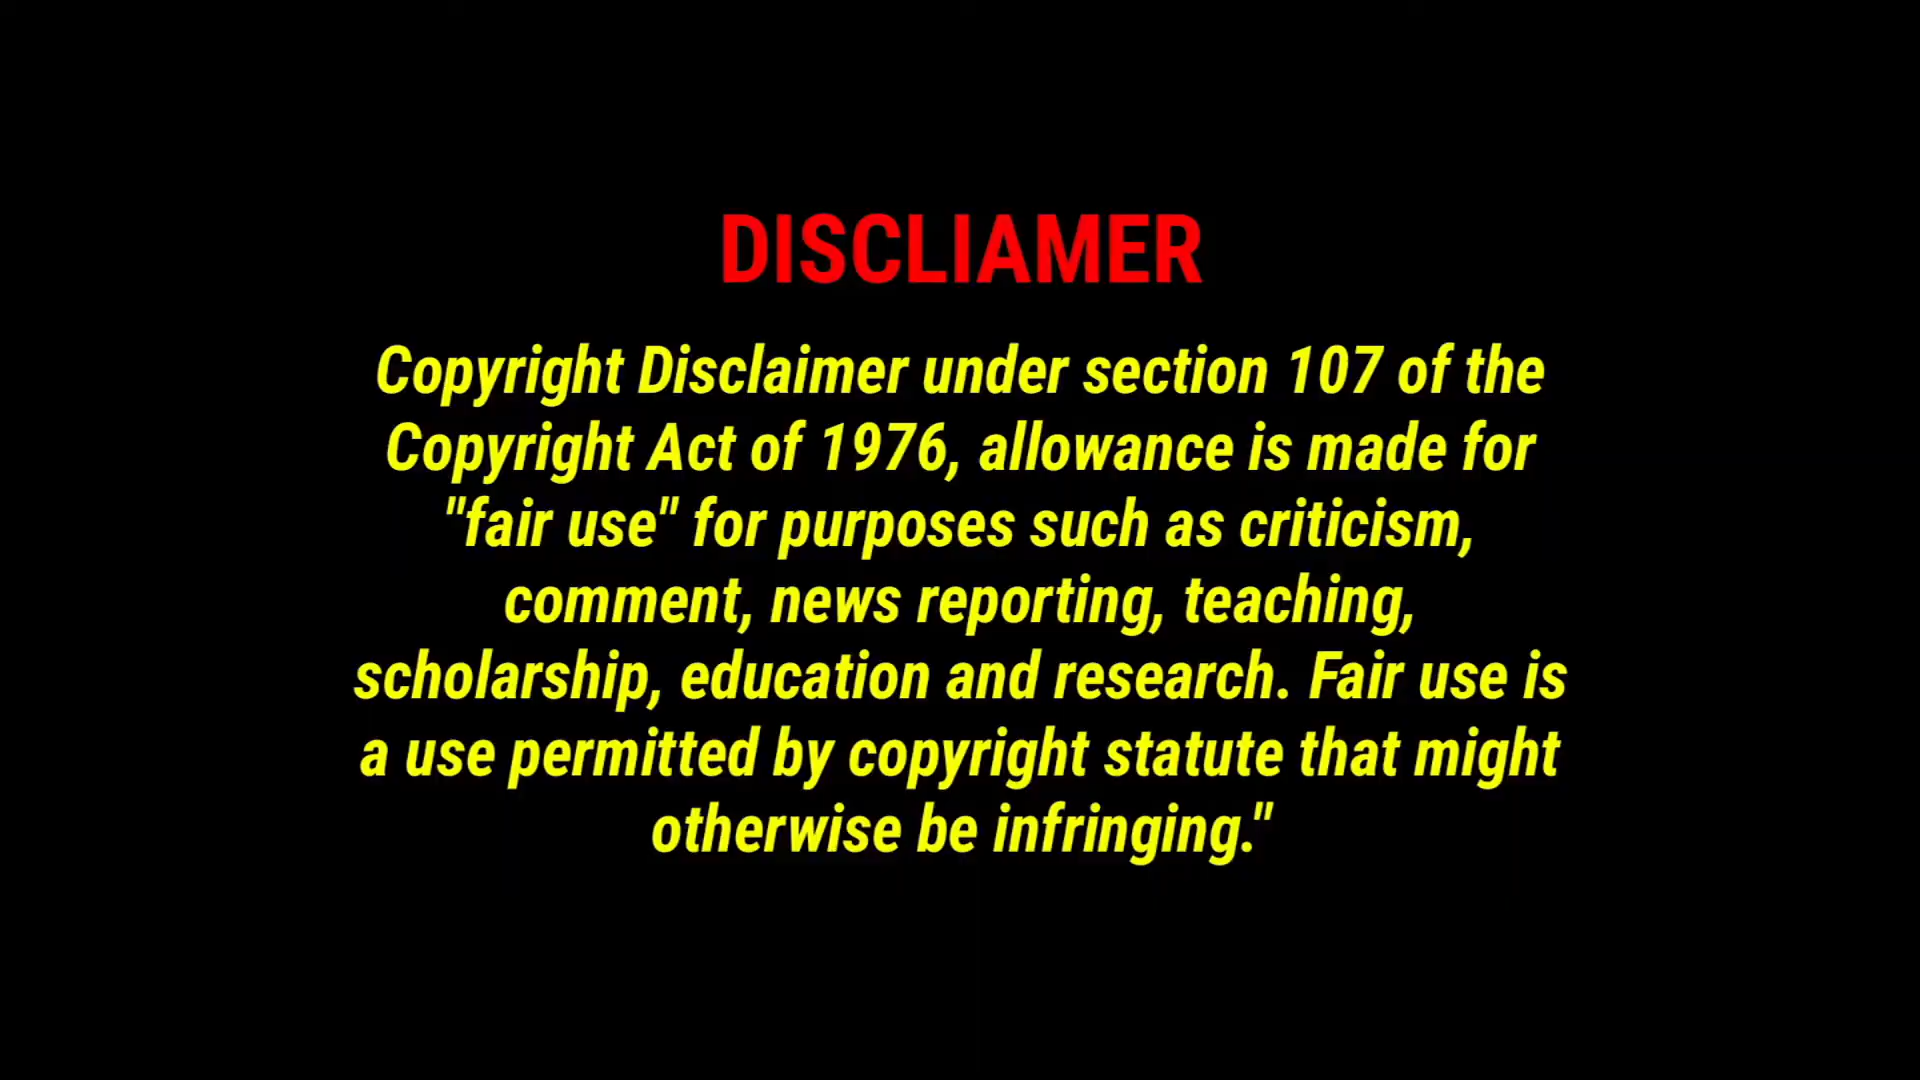 DISCLIAMER
Copyright Disclaimer under section 107 of the
Copyright Act of 1976, allowance is made for
"fair use" for purposes such as criticism,
comment, news reporting, teaching,
scholarship, education and research. Fair use is
a use permitted by copyright statute that might
otherwise be infringing."